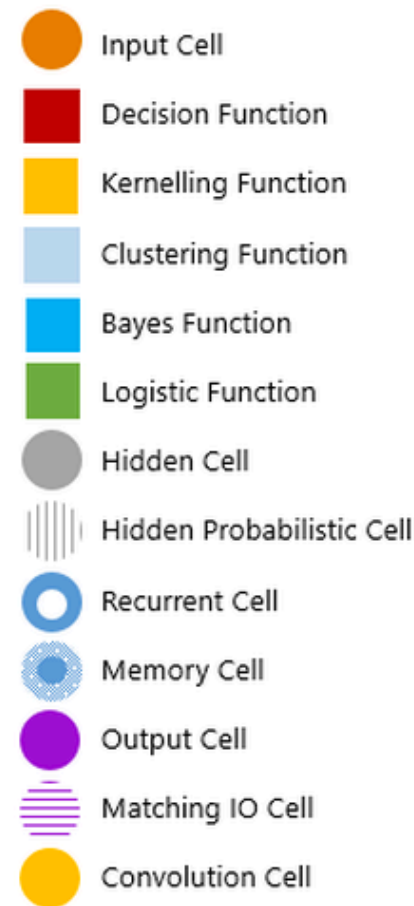 Input Cell
Decision Function
Kernelling Function
Clustering Function
Bayes Function
Logistic Function
Hidden Cell
Hidden Probabilistic Cell
Recurrent Cell
Memory Cell
Output Cell
Matching IO Cell
Convolution Cell